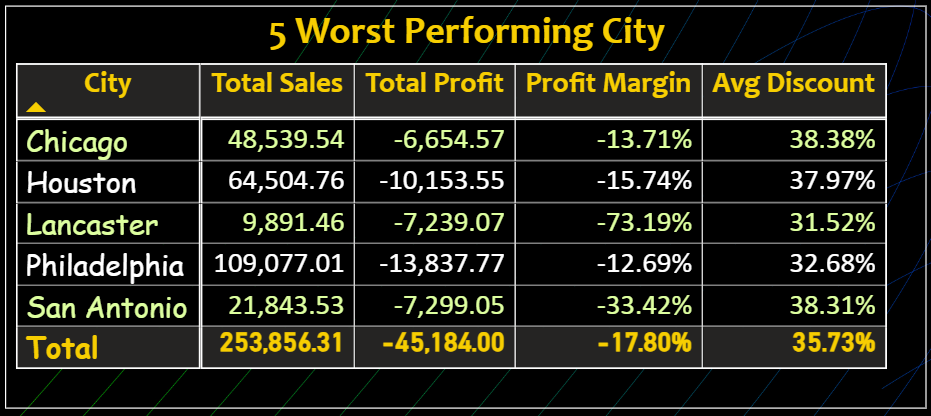 5 Worst Performing City
City Total Sales Total Profit Profit Margin Avg Discount
Chicago 48,539.54 -6,654.57 -13.71% 38.38%
Houston 64,504.76 -10,153.55 -15.74% 37.97%
Lancaster 9,891.46 -7,239.07 -73.19% 31.52%
Philadelphia 109,077.01 -13,837.77 -12.69% 32.68%
San Antonio 21,843.53 -7,299.05 -33.42% 38.31%
Total 253,856.31 -45,184.00 -17.80% 35.73%